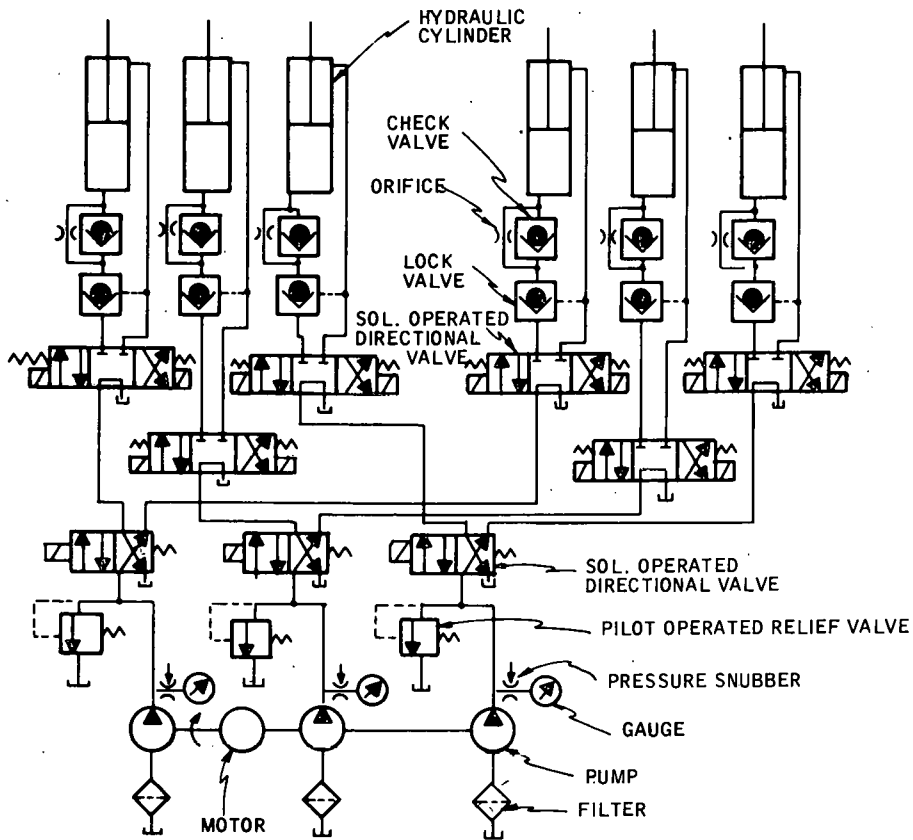 HYDRAULIC
CYLINDER
CHECK
VALVE
ORIFICE
LOCK
VALVE
SOL. OPERATED
DIRECTIONAL
VALVE
SOL. OPERATED
DIRECTIONAL VALVE
PILOT OPERATED RELIEF VALVE
PRESSURE SNUBBER
GAUGE
PUMP
MOTOR
FILTER